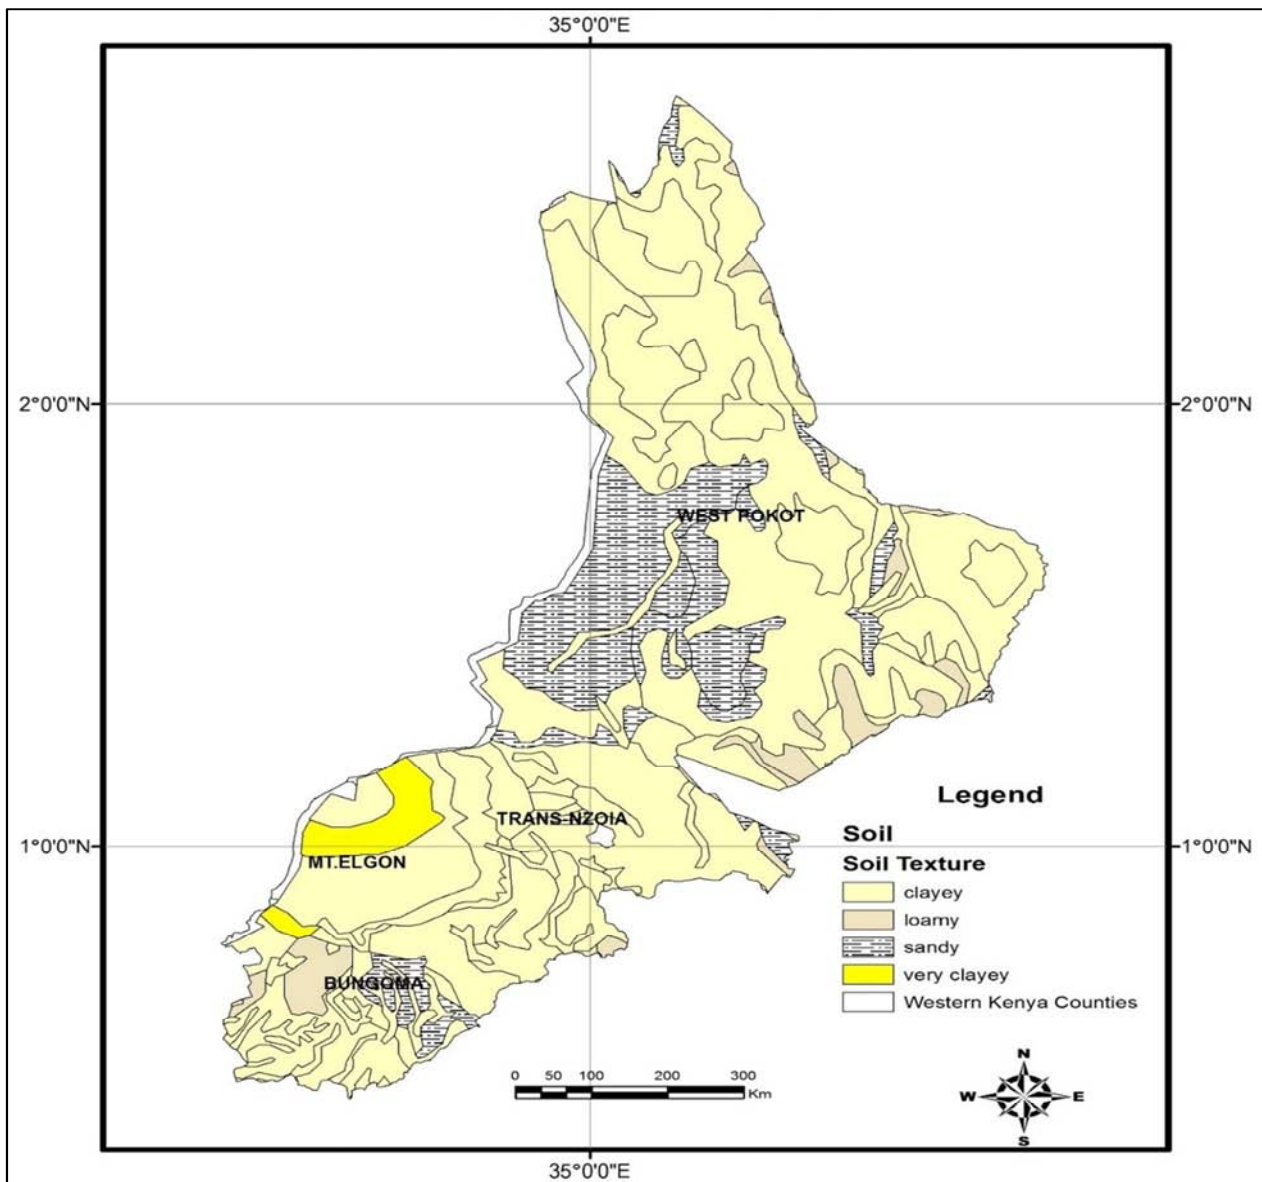 35°0'0"E
2°0'0"N
2°0'0"N
WEST POKOT
Legend
TRANS-NZOIA
Soil
1°0'0"N
1°0'0"N
MT.ELGON
Soil Texture
clayey
loamy
sandy
very clayey
BUNGOMA
Western Kenya Counties
0 50 100 200 300
Km
N
W
E
S
35°0'0"E